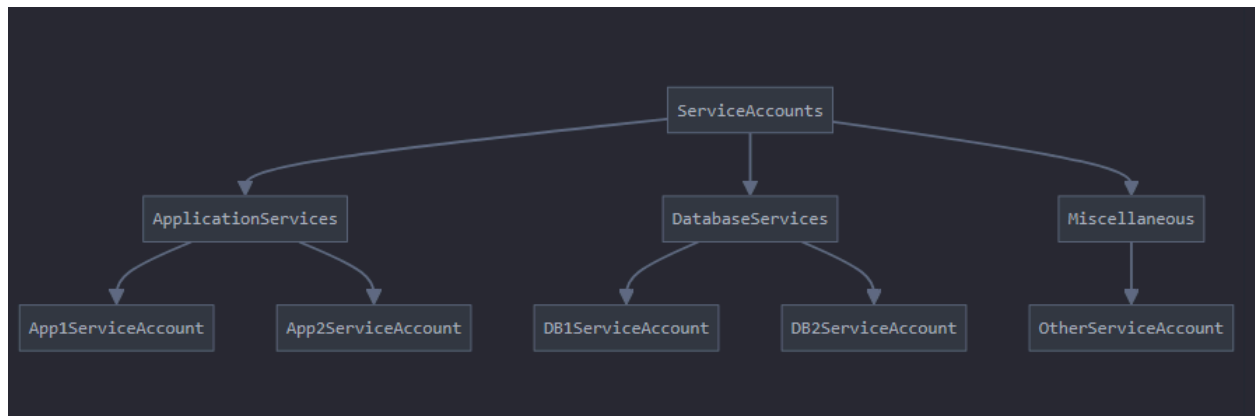 ServiceAccounts
ApplicationServices
DatabaseServices
Miscellaneous
App1ServiceAccount
App2ServiceAccount
DB1ServiceAccount
DB2ServiceAccount
OtherServiceAccount